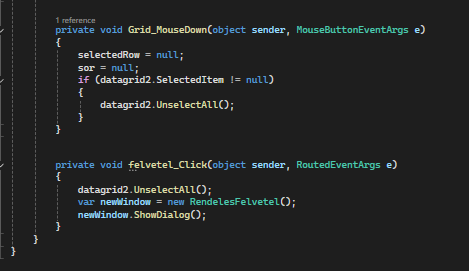 1 reference
private void Grid_MouseDown(object sender, MouseButtonEventArgs e)
{
selectedRow = null;
sor = null;
if (datagrid2.SelectedItem != null)
{
datagrid2.UnselectAll();
}
}
private void felvetel_Click(object sender, RoutedEventArgs e)
{
datagrid2.UnselectAll();
var newWindow = new RendelesFelvetel();
newWindow.ShowDialog();
}
}
}